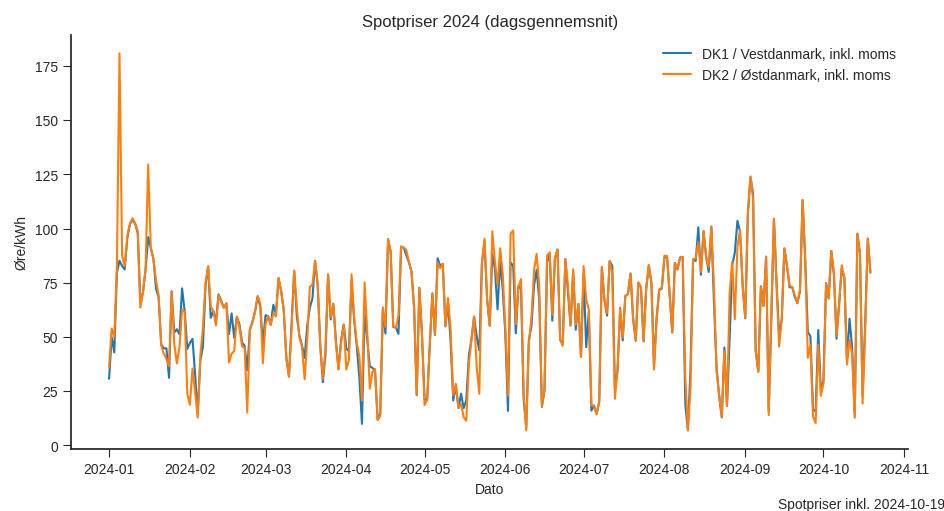 Spotpriser 2024 (dagsgennemsnit)
DK1 / Vestdanmark, inkl. moms
DK2 / Østdanmark, inkl. moms
175
150
125
100
75
50
25
0
Øre/kWh
2024-01 2024-02 2024-03 2024-04 2024-05 2024-06 2024-07 2024-08 2024-09 2024-10 2024-11
Dato
Spotpriser inkl. 2024-10-19